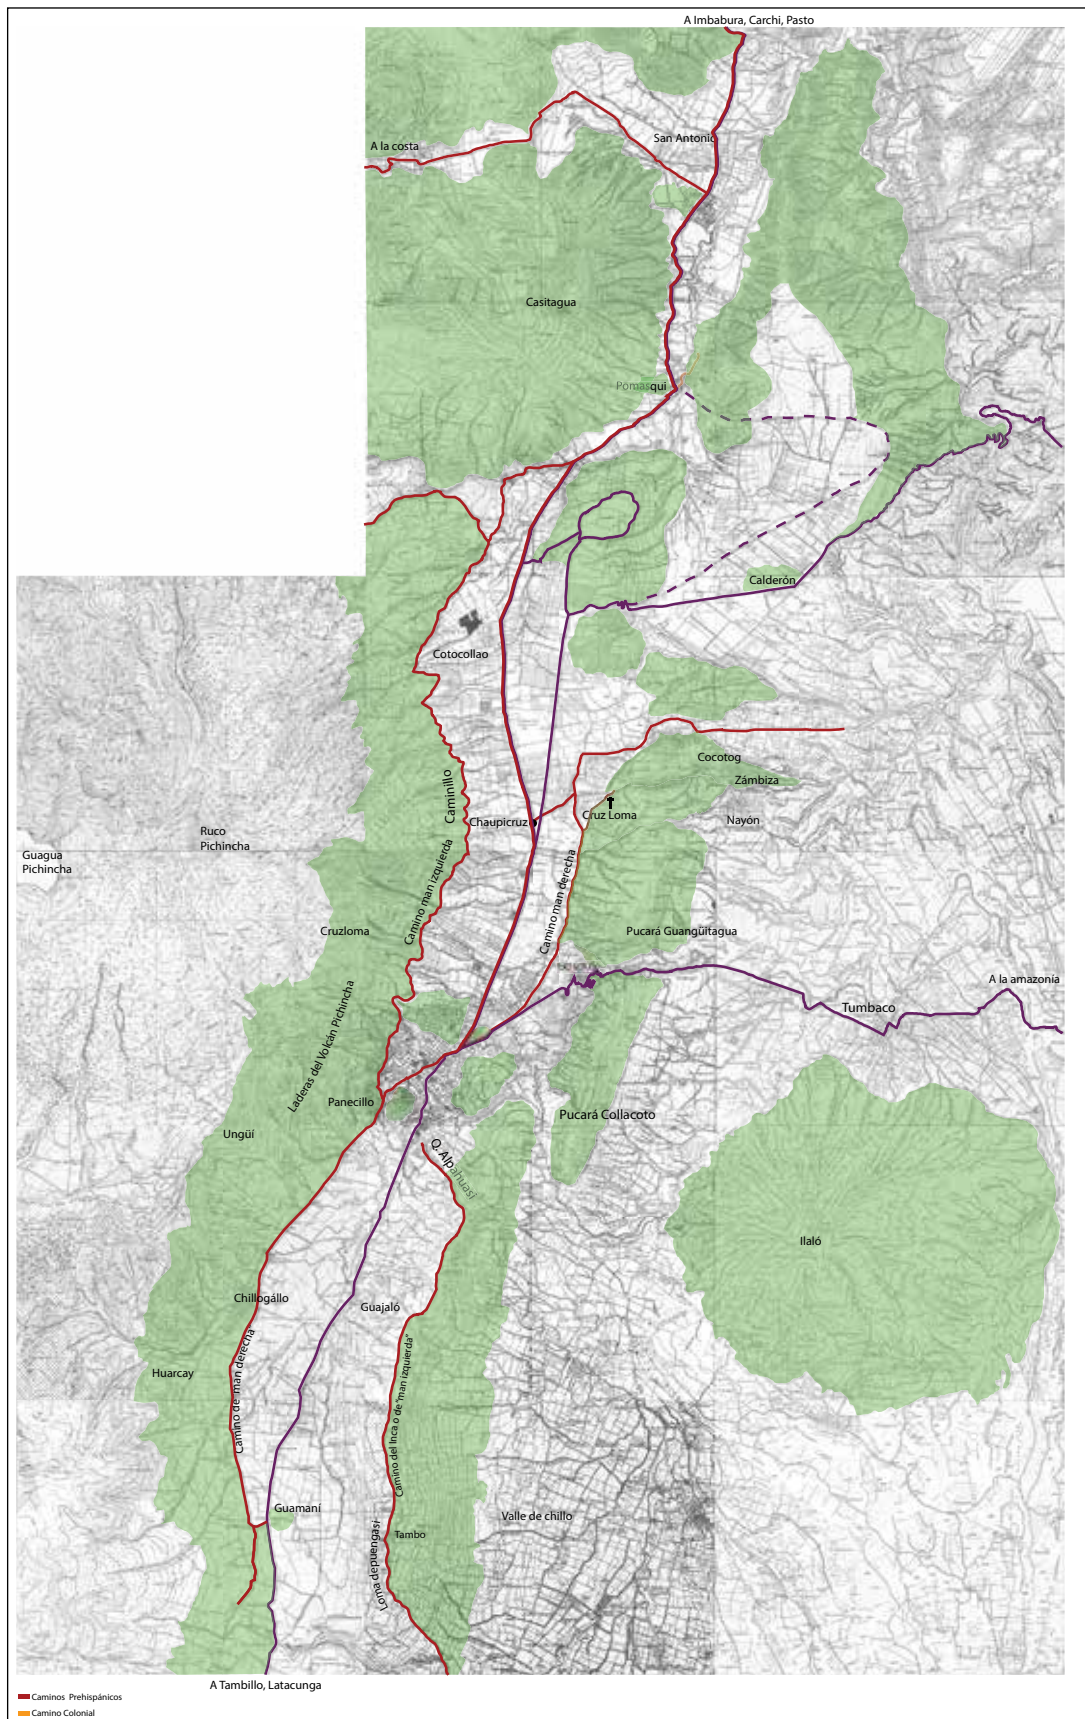 A Imbabura, Carchi, Pasto
San Antonio
A la costa
Casitagua
Pomasqui
Calderón
Cotocollao
Cocotog
Zámbiza
Caminillo
Cruz Loma
Chaupicruz
Nayón
Ruco
Pichincha
Guagua
Pichincha
Camino man izquierda
Camino man derecha
Cruzloma
Pucará Guangüitagua
A la amazonía
Tumbaco
Laderas del Volcán Pichincha
Panecillo
Pucará Collacoto
Ungüí
Q. Alpahuasi
Ilaló
Chillogállo
Guajaló
Camino de "man derecha
Camino del Inca o de "man izquierda"
Huarcay
Guamaní
Valle de chillo
Tambo
Loma depuengasi
A Tambillo, Latacunga
Caminos Prehispánicos
Camino Colonial